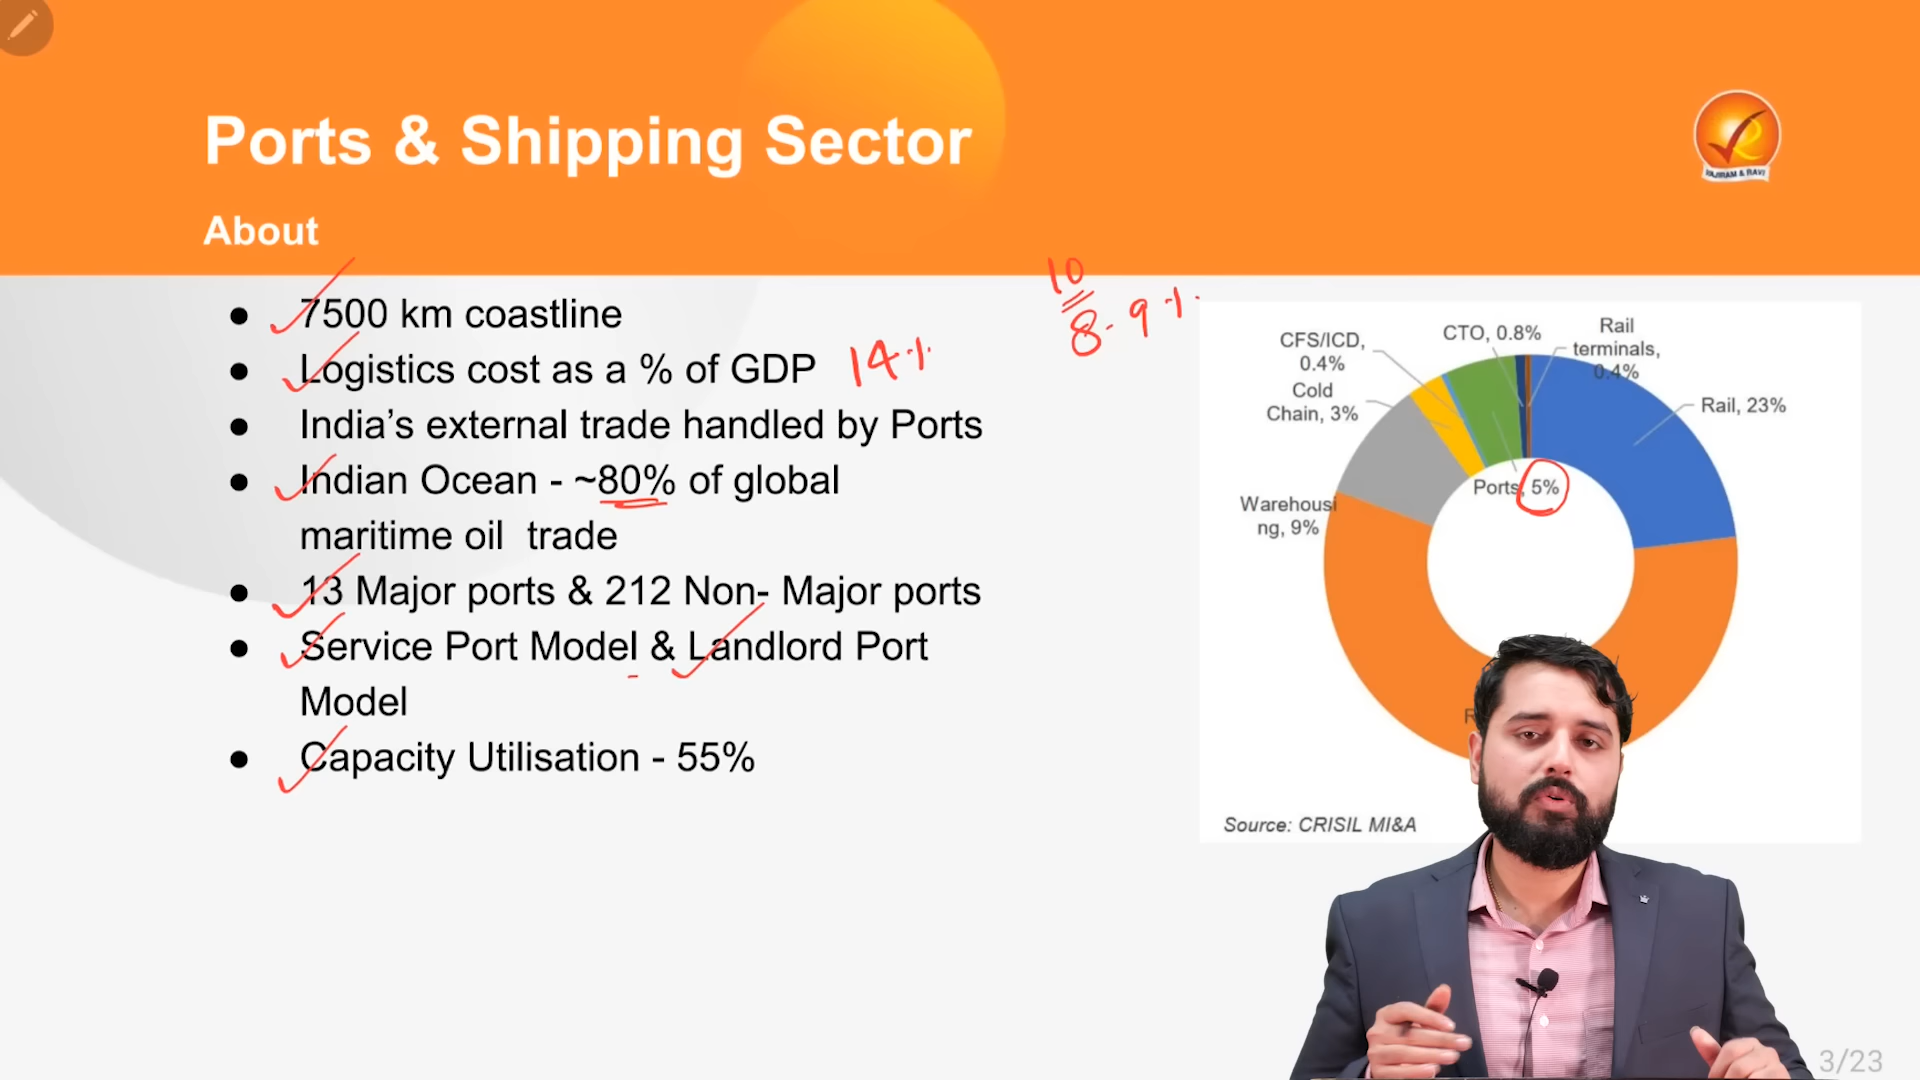 Ports & Shipping Sector
VAJIRAM & RAVI
About
● 7500 km coastline
● Logistics cost as a % of GDP 14%
10
8-9%
● India’s external trade handled by Ports
● Indian Ocean - ~80% of global
maritime oil trade
● 13 Major ports & 212 Non- Major ports
● Service Port Model & Landlord Port
Model
● Capacity Utilisation - 55%
CFS/ICD,
0.4%
CTO, 0.8%
Rail
terminals,
0.4%
Cold
Chain, 3%
Rail, 23%
Ports, 5%
Warehousi
ng, 9%
Source: CRISIL MI&A
3/23